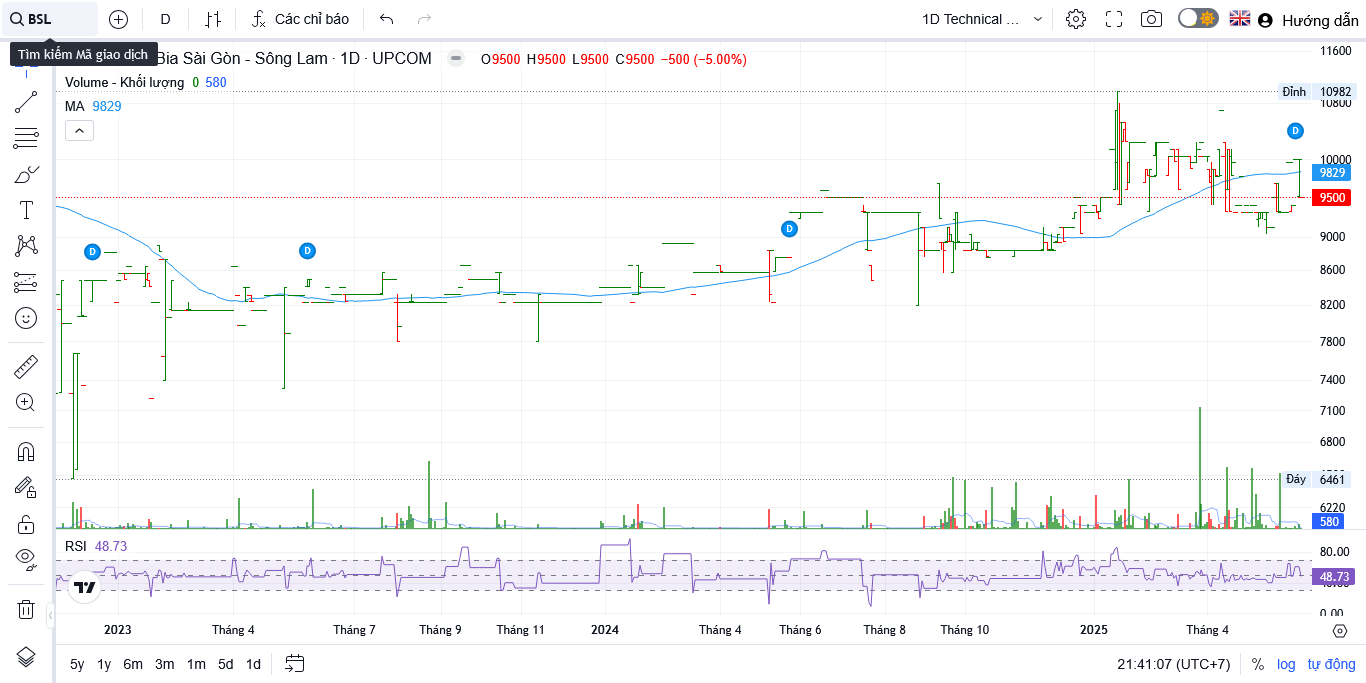 BSL
D
Các chỉ báo
1D Technical ...
Hướng dẫn
Tìm kiếm Mã giao dịch
Bia Sài Gòn - Sông Lam · 1D · UPCOM
O9500 H9500 L9500 C9500 −500 (−5.00%)
Volume - Khối lượng 0 580
MA 9829
11600
Đỉnh 10982
10800
D
10000
9829
9500
D
9000
D
D
8600
8200
7800
7400
7100
6800
Đáy 6461
6220
580
RSI 48.73
80.00
48.73
0.00
2023 Tháng 4 Tháng 7 Tháng 9 Tháng 11 2024 Tháng 4 Tháng 6 Tháng 8 Tháng 10 2025 Tháng 4
5y 1y 6m 3m 1m 5d 1d
21:41:07 (UTC+7) % log tự động